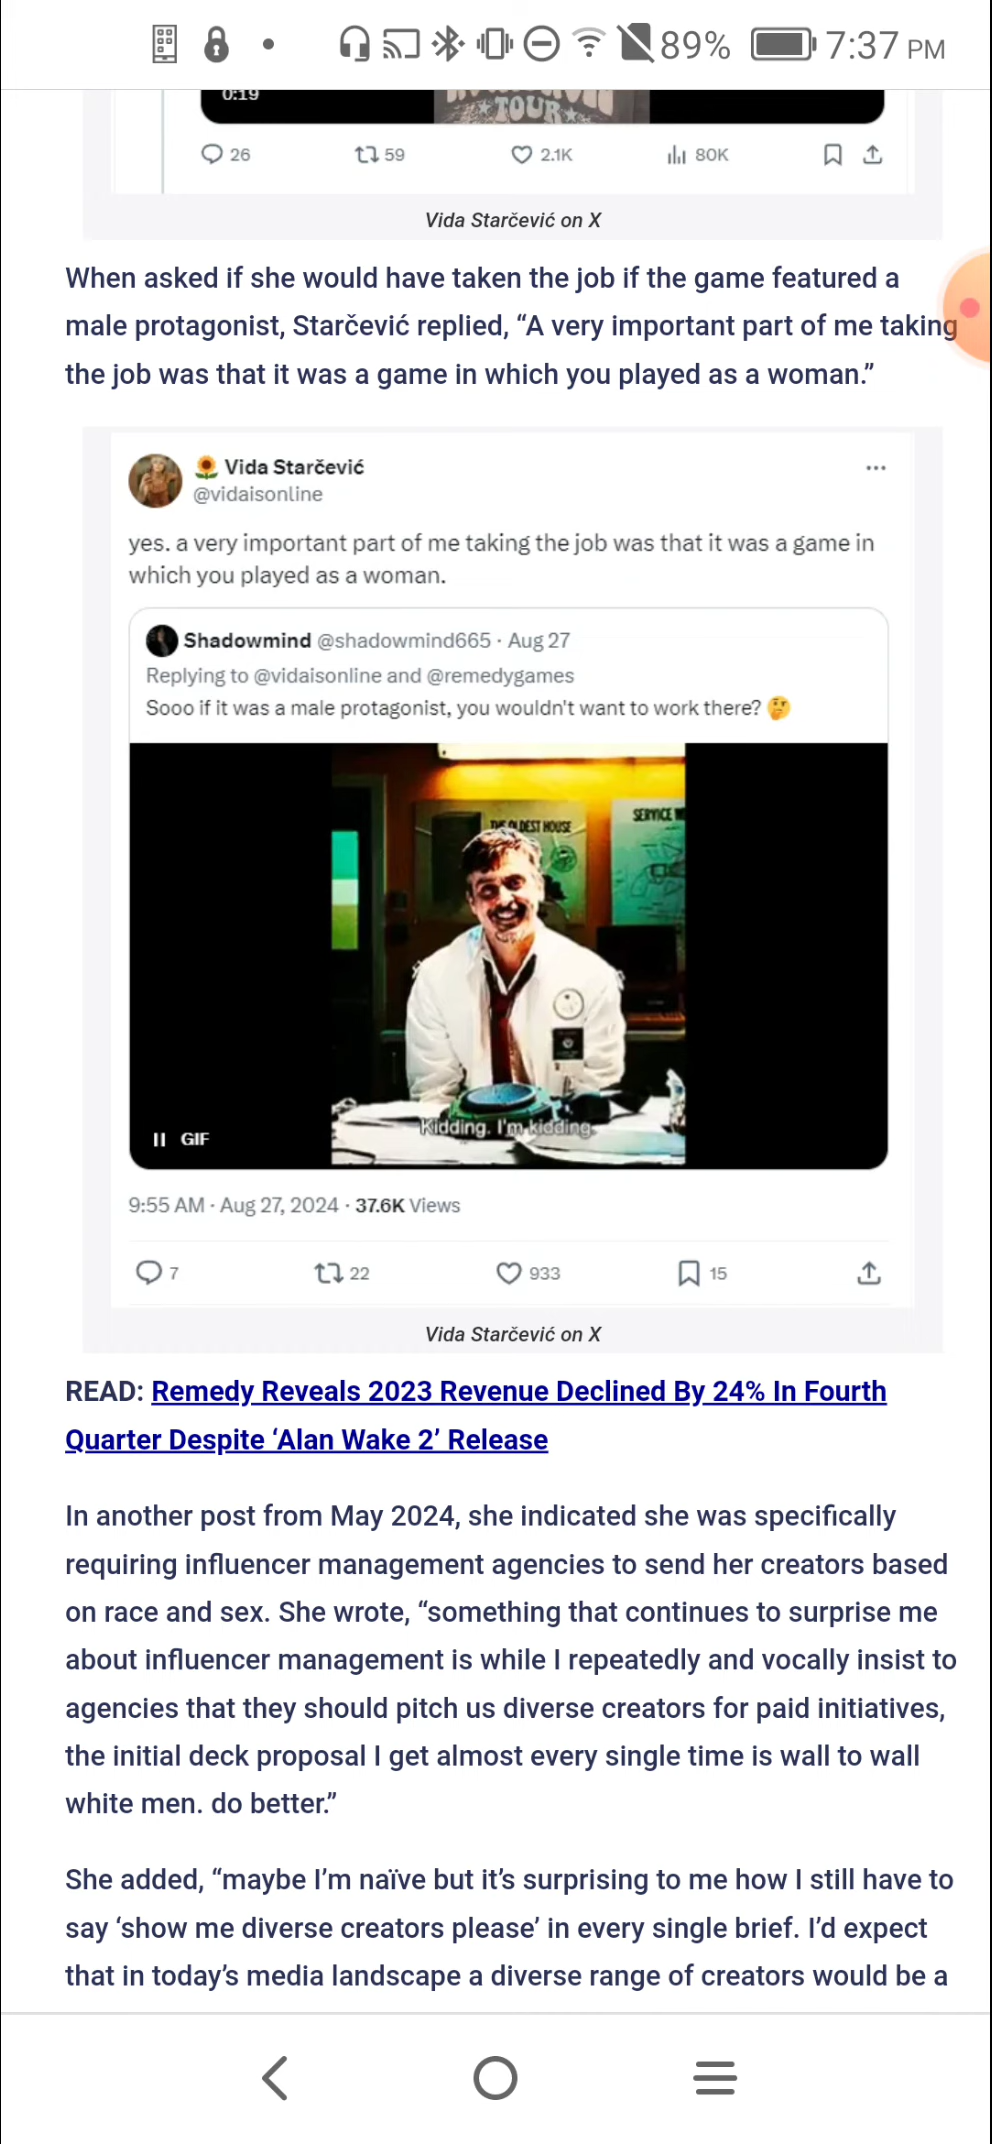 89% 7:37 PM
0:19
TOUR
26 59 2.1K 80K
Vida Starčević on X
When asked if she would have taken the job if the game featured a
male protagonist, Starčević replied, “A very important part of me taking
the job was that it was a game in which you played as a woman.”
Vida Starčević
@vidaisonline
yes. a very important part of me taking the job was that it was a game in
which you played as a woman.
Shadowmind @shadowmind665 · Aug 27
Replying to @vidaisonline and @remedygames
Sooo if it was a male protagonist, you wouldn't want to work there? 🤔
THE OLDEST HOUSE
SERVICE
Kidding. I'm kidding.
GIF
9:55 AM · Aug 27, 2024 · 37.6K Views
7 22 933 15
Vida Starčević on X
READ: Remedy Reveals 2023 Revenue Declined By 24% In Fourth
Quarter Despite ‘Alan Wake 2’ Release
In another post from May 2024, she indicated she was specifically
requiring influencer management agencies to send her creators based
on race and sex. She wrote, “something that continues to surprise me
about influencer management is while I repeatedly and vocally insist to
agencies that they should pitch us diverse creators for paid initiatives,
the initial deck proposal I get almost every single time is wall to wall
white men. do better.”
She added, “maybe I’m naïve but it’s surprising to me how I still have to
say ‘show me diverse creators please’ in every single brief. I’d expect
that in today’s media landscape a diverse range of creators would be a